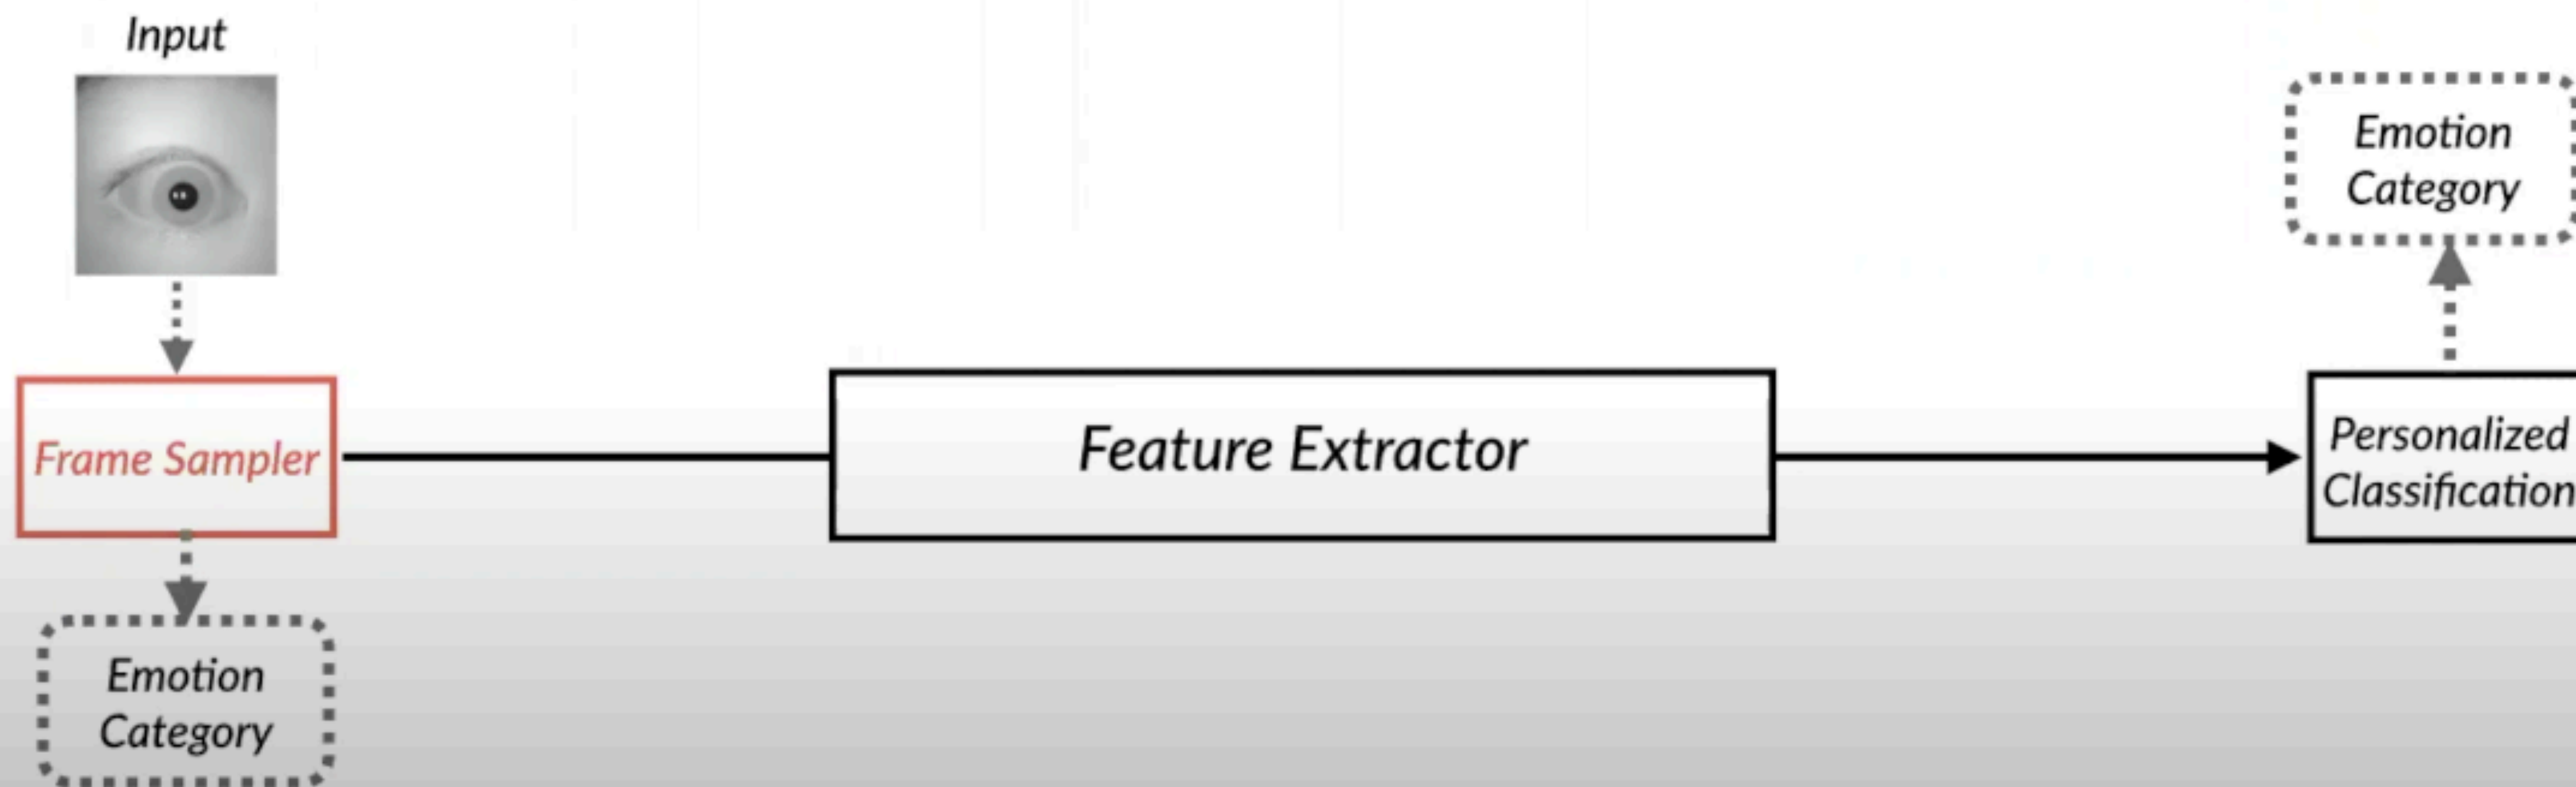 Input
Emotion
Category
Frame Sampler
Feature Extractor
Personalized
Classification
Emotion
Category